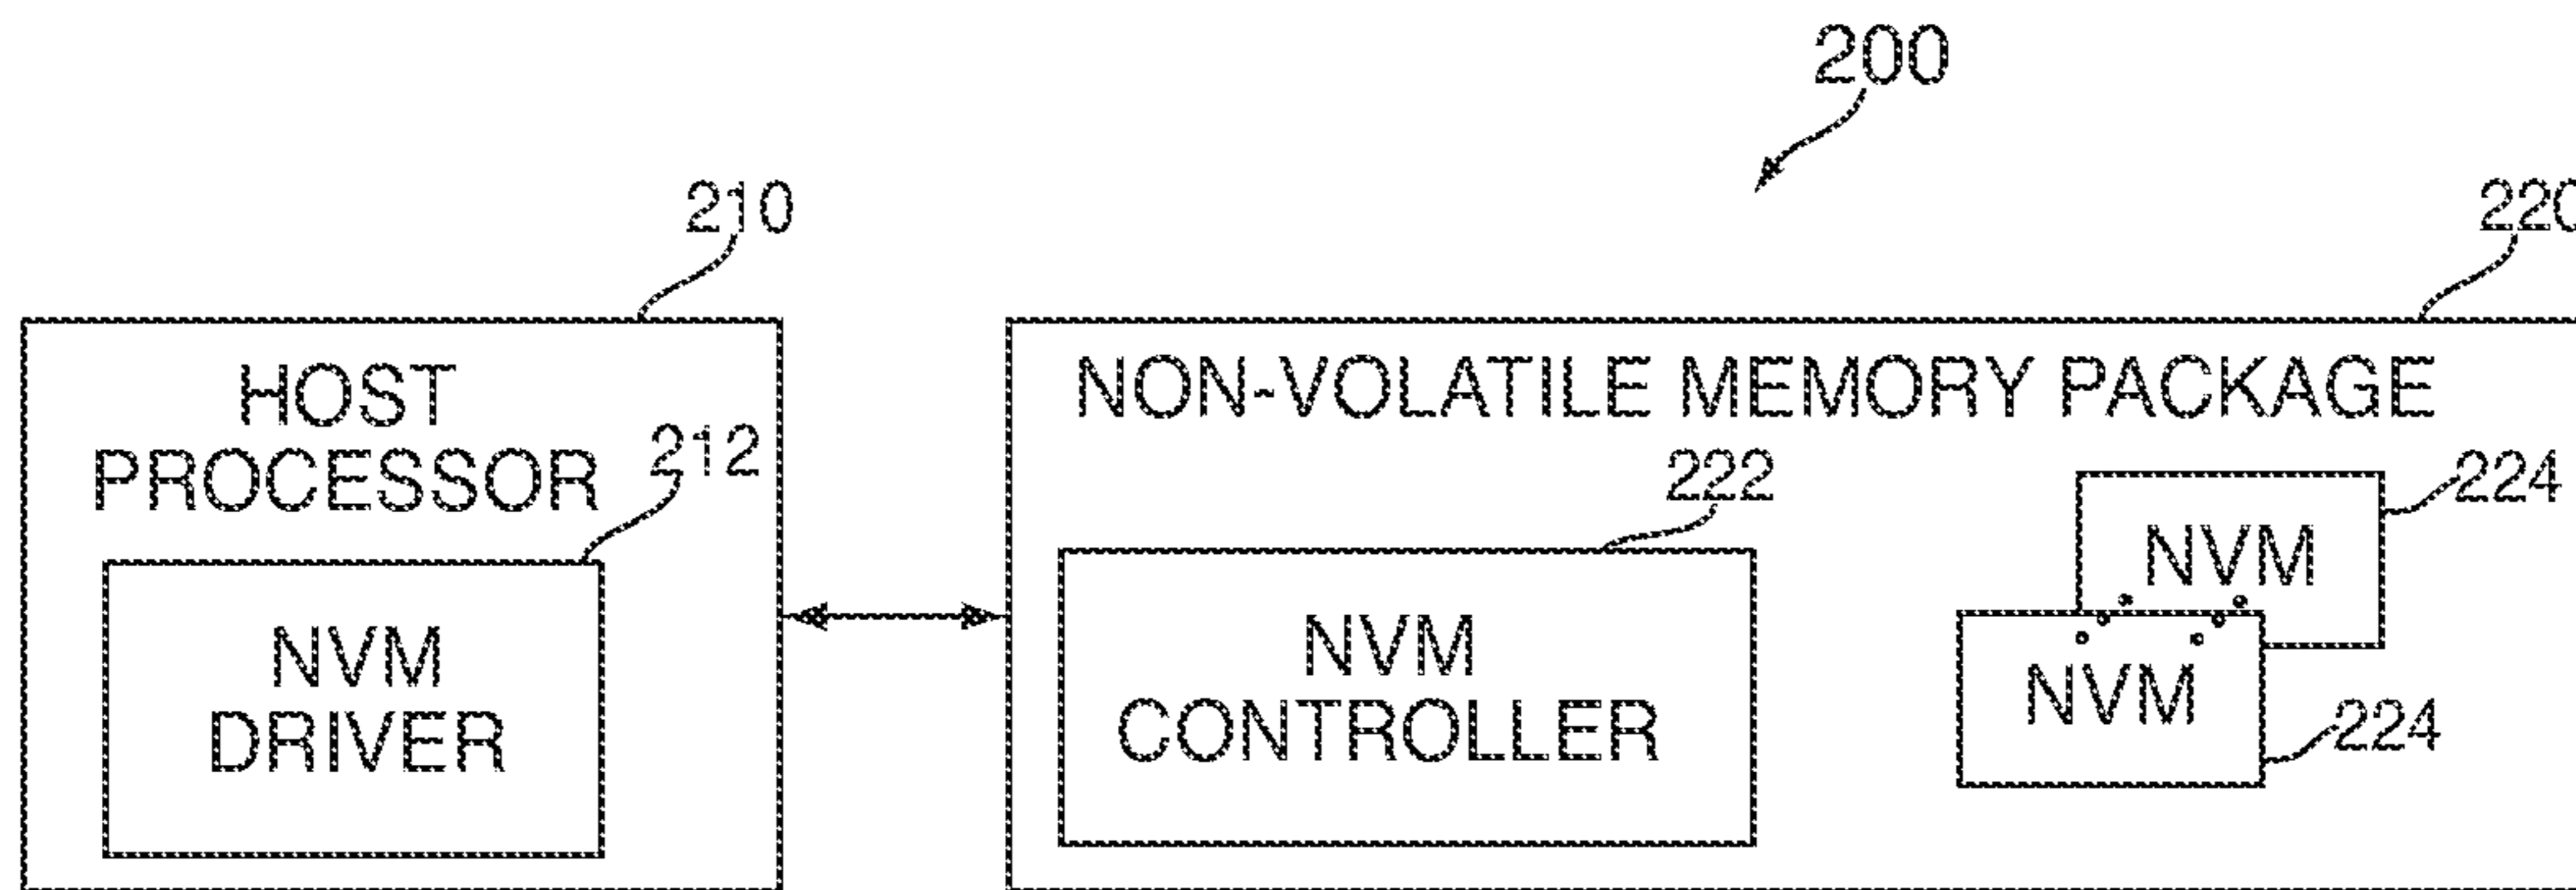 200
210
220
HOST
PROCESSOR
212
NVM
DRIVER
NON-VOLATILE MEMORY PACKAGE
222
NVM
CONTROLLER
224
NVM
NVM
224